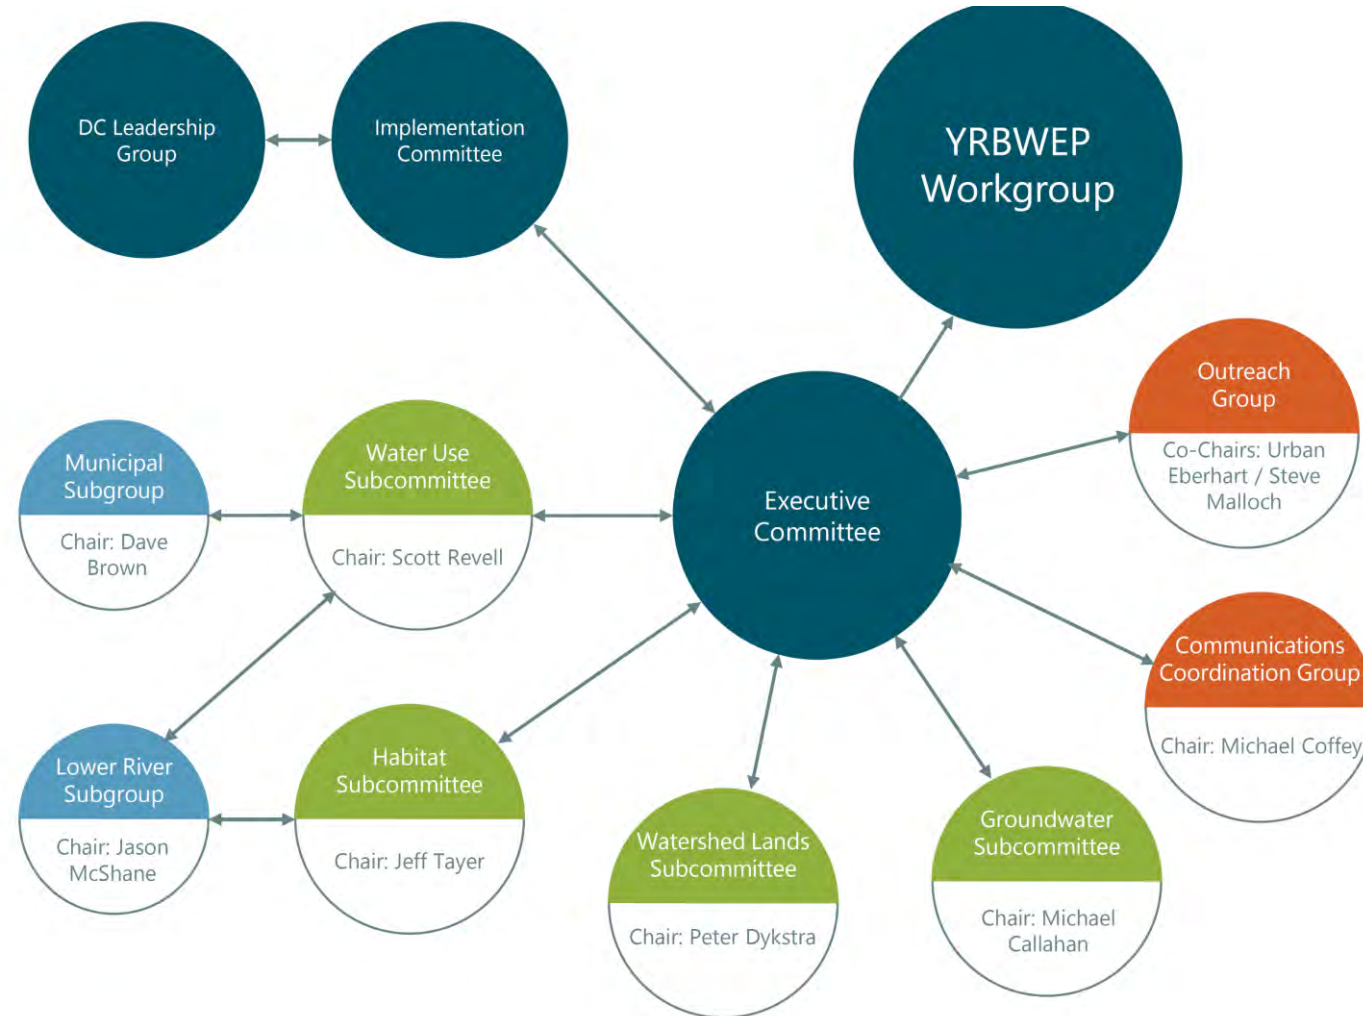 DC Leadership
Group
Implementation
Committee
YRBWEP
Workgroup
Outreach
Group
Co-Chairs: Urban
Eberhart / Steve
Malloch
Municipal
Subgroup
Chair: Dave
Brown
Water Use
Subcommittee
Chair: Scott Revell
Executive
Committee
Communications
Coordination Group
Chair: Michael Coffey
Lower River
Subgroup
Chair: Jason
McShane
Habitat
Subcommittee
Chair: Jeff Tayer
Watershed Lands
Subcommittee
Chair: Peter Dykstra
Groundwater
Subcommittee
Chair: Michael
Callahan